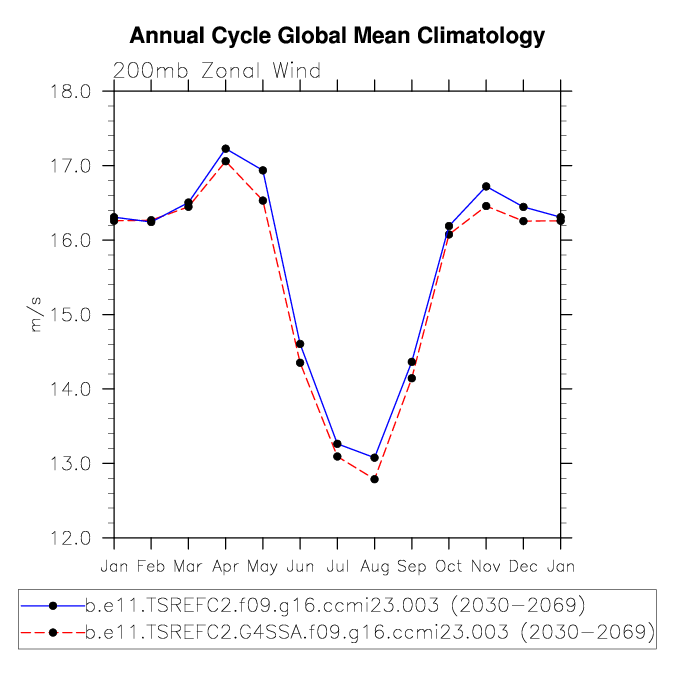 Annual Cycle Global Mean Climatology
200mb Zonal Wind
18.0
17.0
16.0
15.0
14.0
13.0
12.0
m/s
Jan Feb Mar Apr May Jun Jul Aug Sep Oct Nov Dec Jan
b.e11.TSREFC2.f09.g16.ccmi23.003 (2030-2069)
b.e11.TSREFC2.G4SSA.f09.g16.ccmi23.003 (2030-2069)